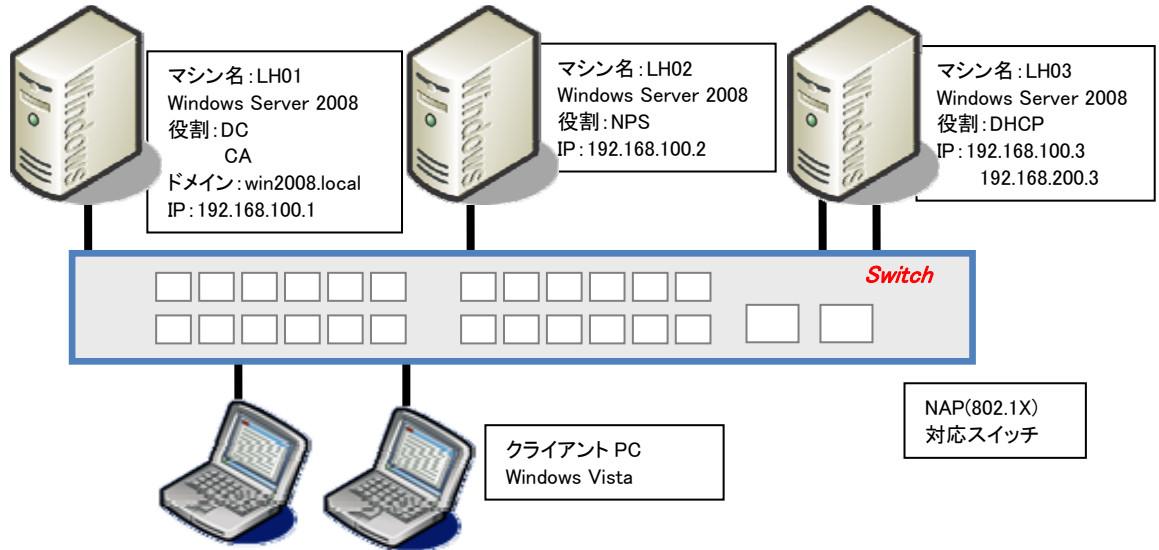 Windows
マシン名:LH01
Windows Server 2008
役割:DC
CA
ドメイン:win2008.local
IP:192.168.100.1
Windows
マシン名:LH02
Windows Server 2008
役割:NPS
IP:192.168.100.2
Windows
マシン名:LH03
Windows Server 2008
役割:DHCP
IP:192.168.100.3
192.168.200.3
Switch
NAP(802.1X)
対応スイッチ
クライアント PC
Windows Vista